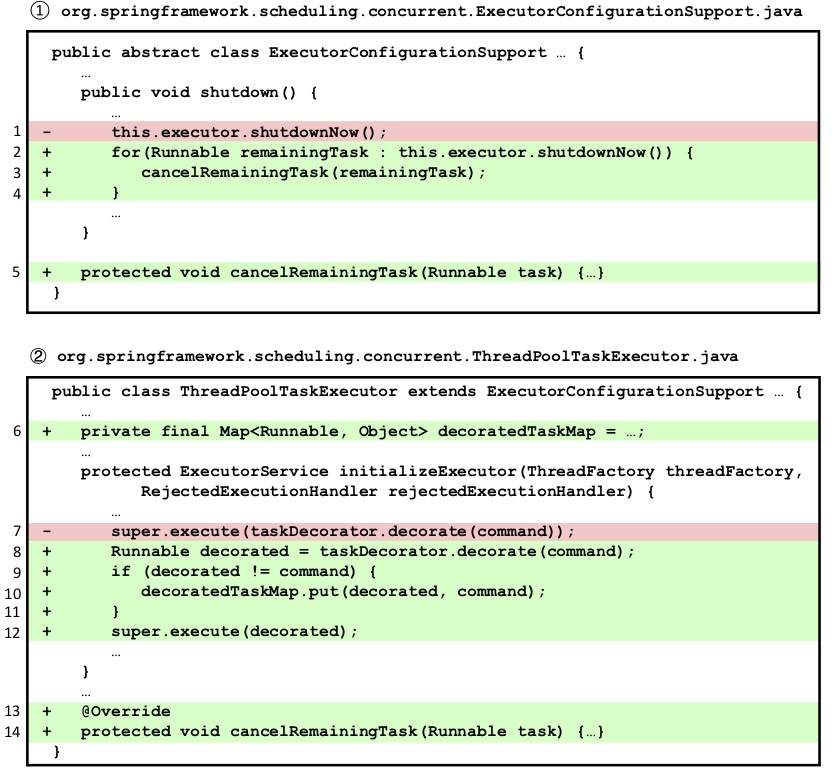 ① org.springframework.scheduling.concurrent.ExecutorConfigurationSupport.java
public abstract class ExecutorConfigurationSupport … {
…
public void shutdown() {
…
1 - this.executor.shutdownNow();
2 + for(Runnable remainingTask : this.executor.shutdownNow()) {
3 + cancelRemainingTask(remainingTask);
4 + }
…
}
5 + protected void cancelRemainingTask(Runnable task) {…}
}
② org.springframework.scheduling.concurrent.ThreadPoolTaskExecutor.java
public class ThreadPoolTaskExecutor extends ExecutorConfigurationSupport … {
…
6 + private final Map<Runnable, Object> decoratedTaskMap = …;
…
protected ExecutorService initializeExecutor(ThreadFactory threadFactory,
RejectedExecutionHandler rejectedExecutionHandler) {
…
7 - super.execute(taskDecorator.decorate(command));
8 + Runnable decorated = taskDecorator.decorate(command);
9 + if (decorated != command) {
10 + decoratedTaskMap.put(decorated, command);
11 + }
12 + super.execute(decorated);
…
}
…
13 + @Override
14 + protected void cancelRemainingTask(Runnable task) {…}
}